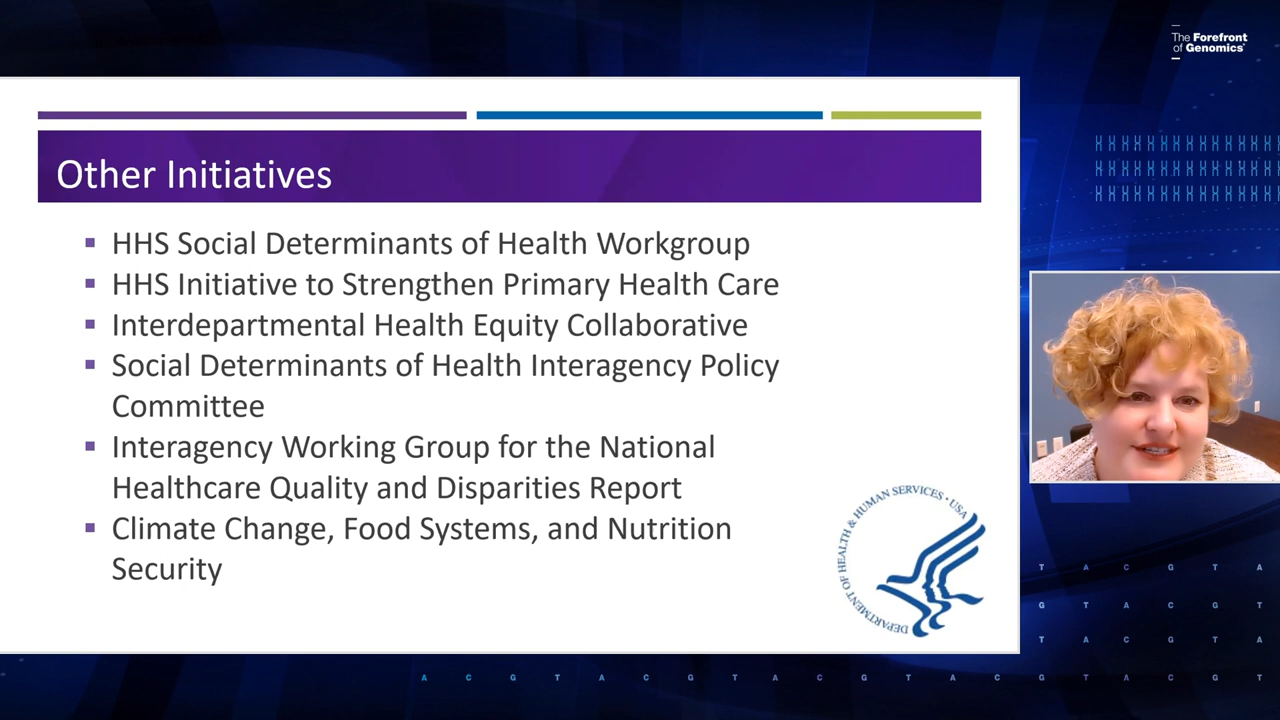 The Forefront
of Genomics®
Other Initiatives
▪ HHS Social Determinants of Health Workgroup
▪ HHS Initiative to Strengthen Primary Health Care
▪ Interdepartmental Health Equity Collaborative
▪ Social Determinants of Health Interagency Policy
Committee
▪ Interagency Working Group for the National
Healthcare Quality and Disparities Report
▪ Climate Change, Food Systems, and Nutrition
Security
DEPARTMENT OF HEALTH & HUMAN SERVICES • USA
T A C G T A
G T A C G T
T A C G T A
A C G T A C G T A C G T A C G T A C G T